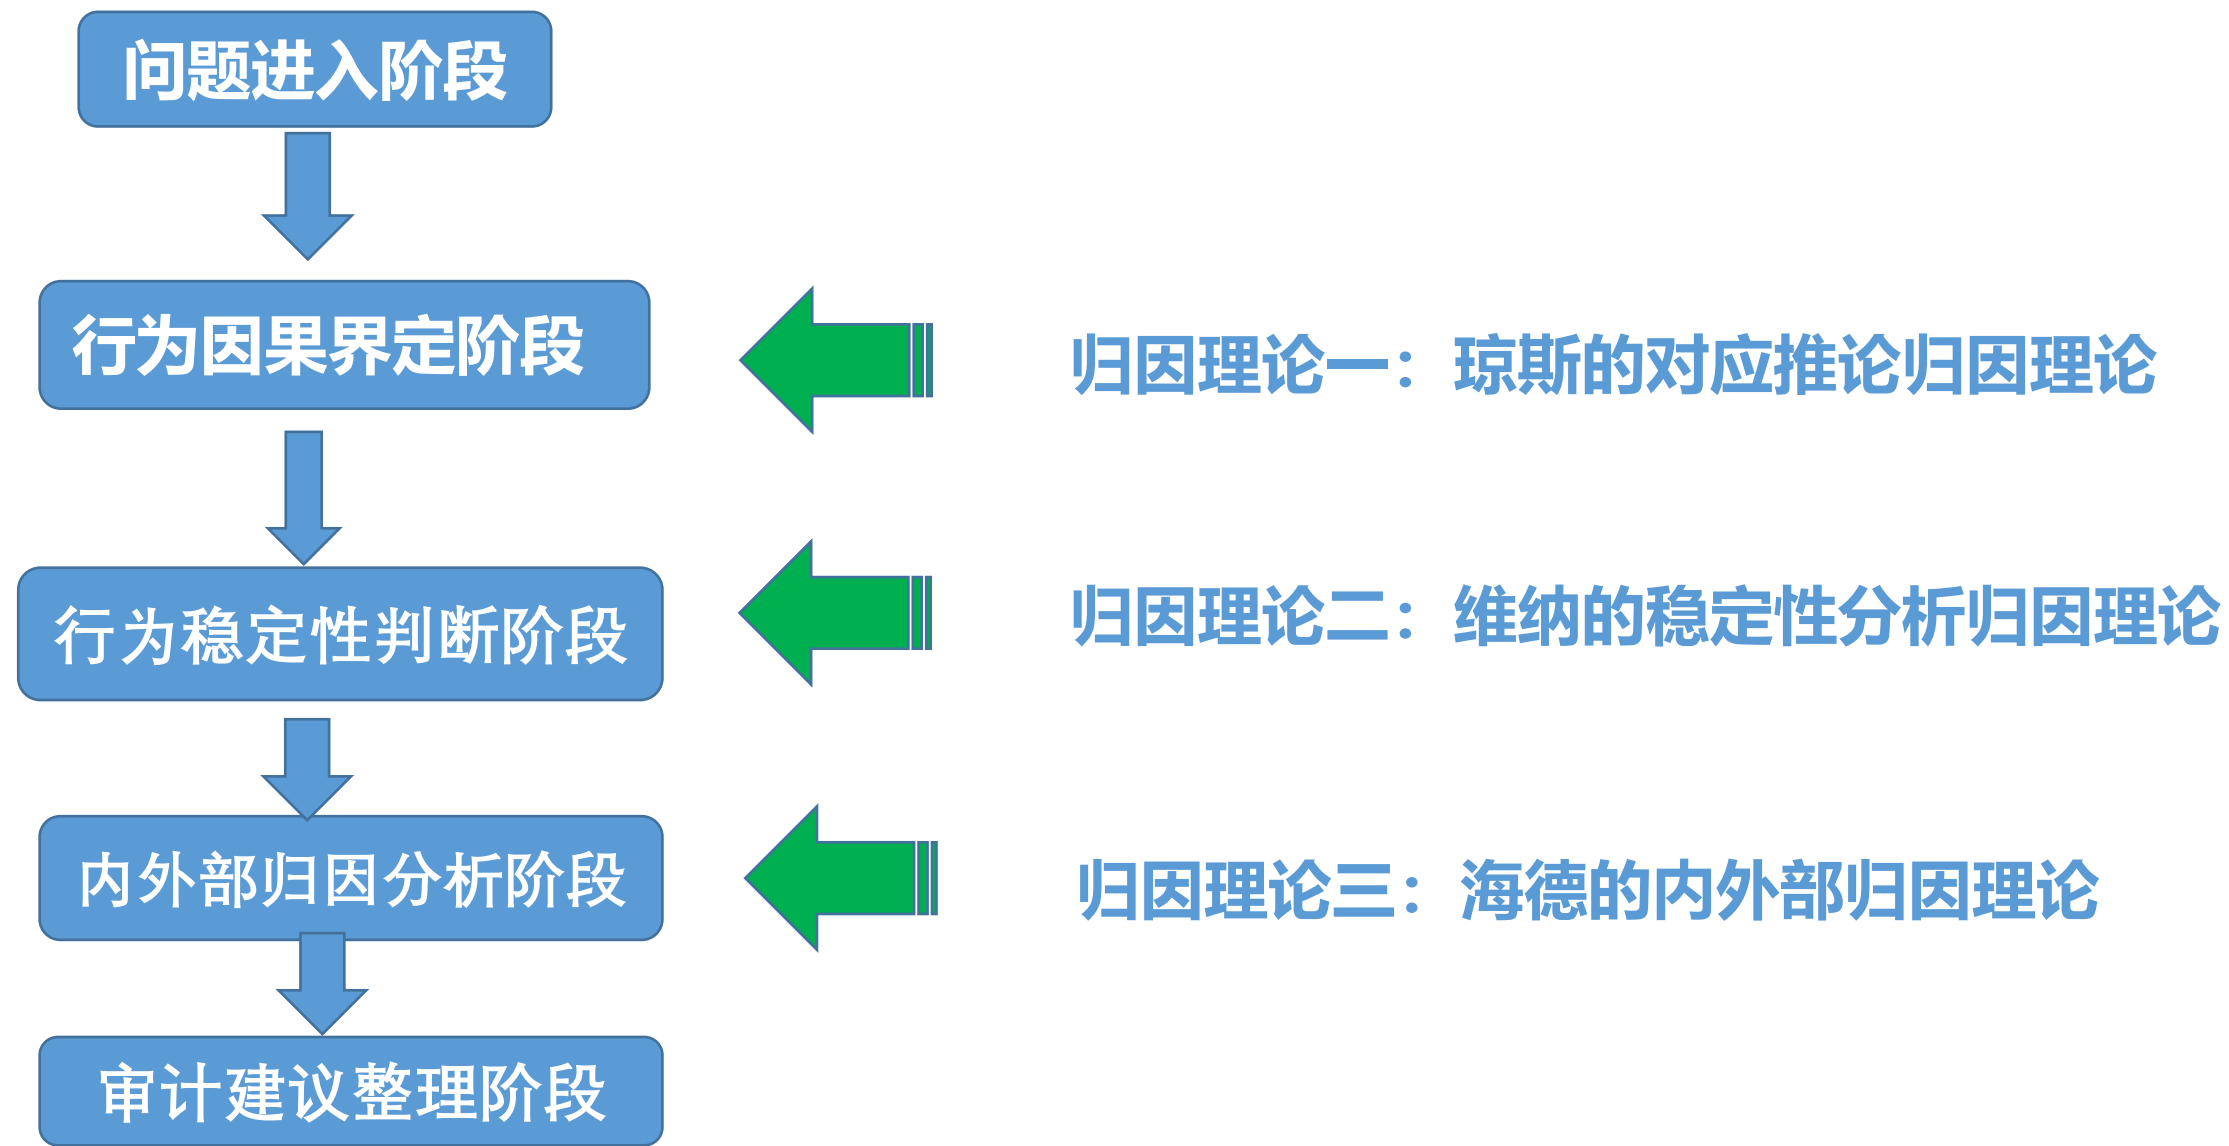 问题进入阶段
行为因果界定阶段
归因理论一：琼斯的对应推论归因理论
行为稳定性判断阶段
归因理论二：维纳的稳定性分析归因理论
内外部归因分析阶段
归因理论三：海德的内外部归因理论
审计建议整理阶段